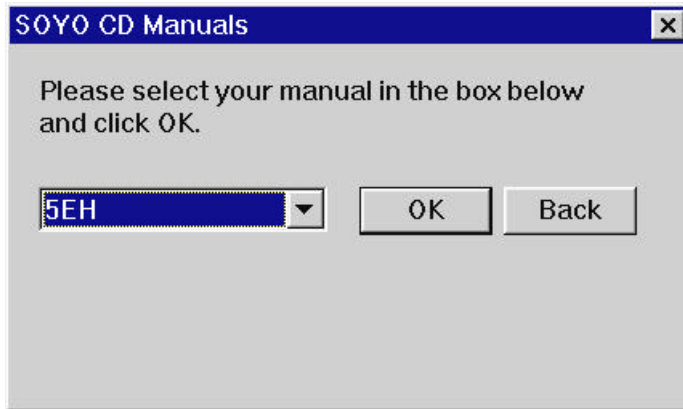 SOYO CD Manuals
Please select your manual in the box below
and click OK.
5EH
OK
Back